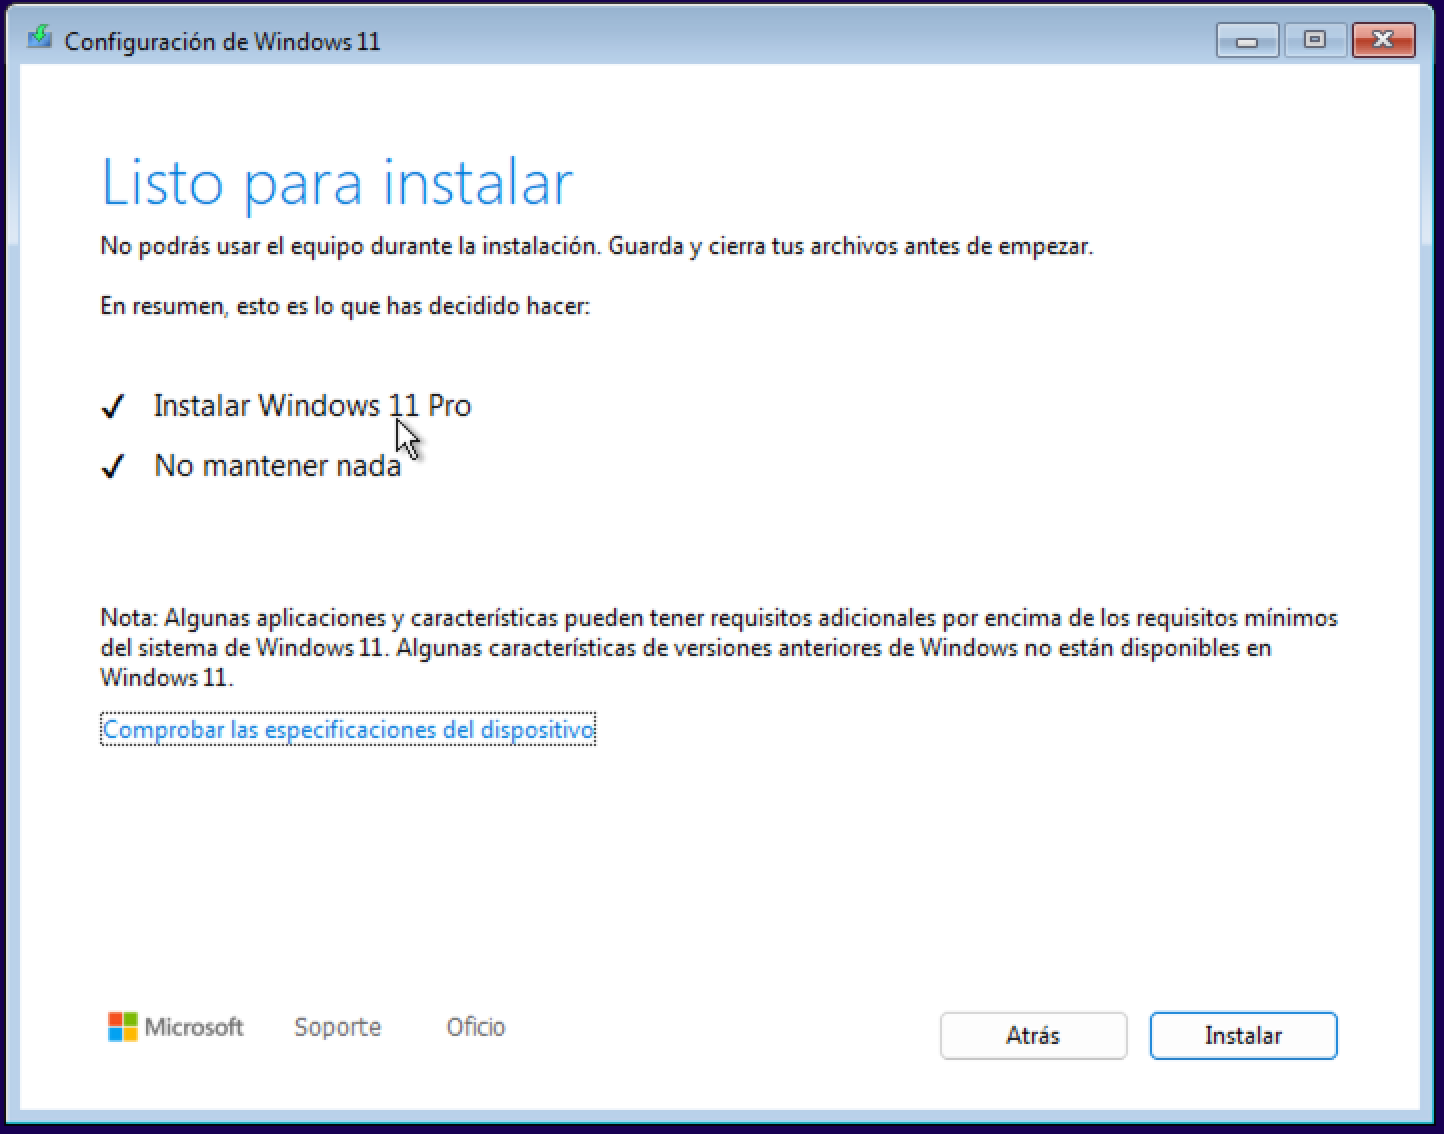 Configuración de Windows 11
Listo para instalar
No podrás usar el equipo durante la instalación. Guarda y cierra tus archivos antes de empezar.
En resumen, esto es lo que has decidido hacer:
✓ Instalar Windows 11 Pro
✓ No mantener nada
Nota: Algunas aplicaciones y características pueden tener requisitos adicionales por encima de los requisitos mínimos
del sistema de Windows 11. Algunas características de versiones anteriores de Windows no están disponibles en
Windows 11.
Comprobar las especificaciones del dispositivo
Microsoft Soporte Oficio Atrás Instalar